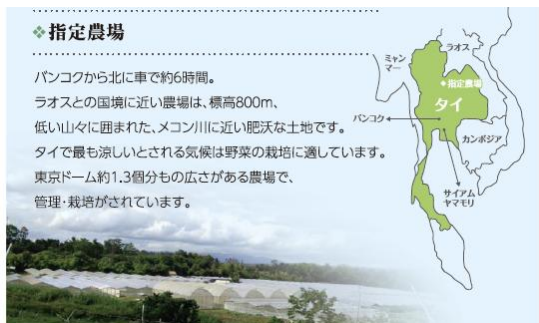 ❖指定農場
バンコクから北に車で約6時間。
ラオスとの国境に近い農場は、標高800m、
低い山々に囲まれた、メコン川に近い肥沃な土地です。
タイで最も涼しいとされる気候は野菜の栽培に適しています。
東京ドーム約1.3個分もの広さがある農場で、
管理・栽培がされています。
ラオス
ミャン
マー
指定農場
タイ
バンコク
カンボジア
サイアム
ヤマモリ